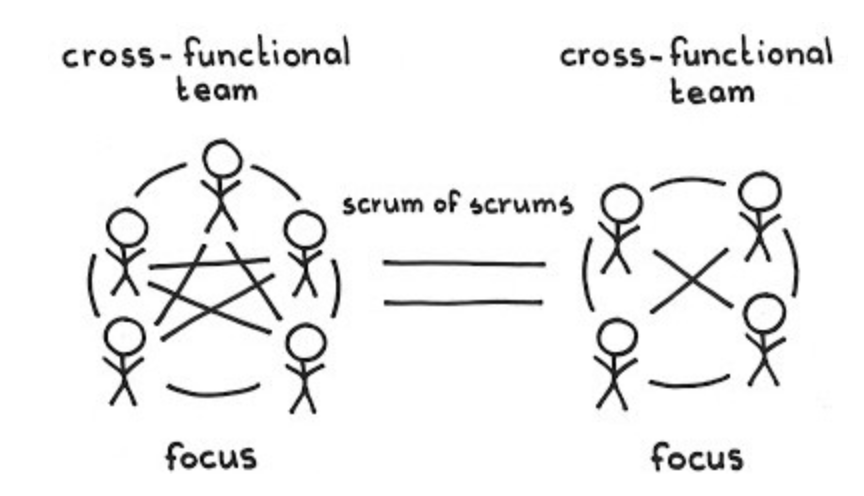 cross-functional
team
cross-functional
team
scrum of scrums
focus
focus